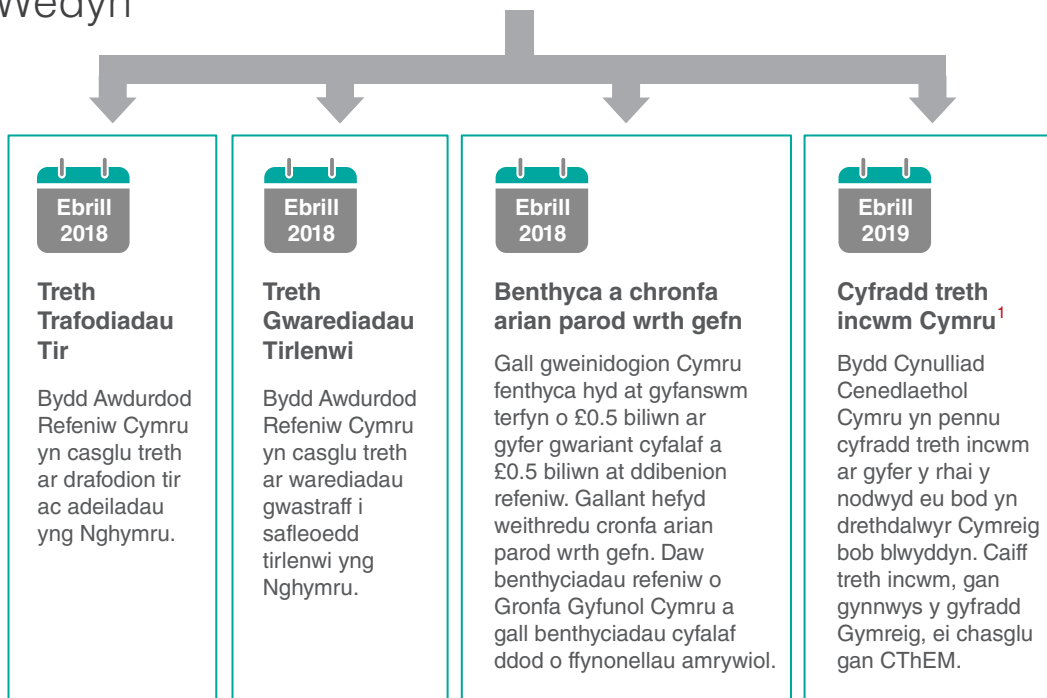 Wedyn
Ebrill
2018
Treth
Trafodiadau
Tir
Bydd Awdurdod
Refeniw Cymru
yn casglu treth
ar drafodion tir
ac adeiladau
yng Nghymru.
Ebrill
2018
Treth
Gwarediadau
Tirlenwi
Bydd Awdurdod
Refeniw Cymru
yn casglu treth
ar warediadau
gwastraff i
safleoedd
tirlenwi yng
Nghymru.
Ebrill
2018
Benthyca a chronfa
arian parod wrth gefn
Gall gweinidogion Cymru
fenthyca hyd at gyfanswm
terfyn o £0.5 biliwn ar
gyfer gwariant cyfalaf a
£0.5 biliwn at ddibenion
refeniw. Gallant hefyd
weithredu cronfa arian
parod wrth gefn. Daw
benthyciadau refeniw o
Gronfa Gyfunol Cymru a
gall benthyciadau cyfalaf
ddod o ffynonellau amrywiol.
Ebrill
2019
Cyfradd treth
incwm Cymru1
Bydd Cynulliad
Cenedlaethol
Cymru yn pennu
cyfradd treth incwm
ar gyfer y rhai y
nodwyd eu bod yn
drethdalwyr Cymreig
bob blwyddyn. Caiff
treth incwm, gan
gynnwys y gyfradd
Gymreig, ei chasglu
gan CThEM.